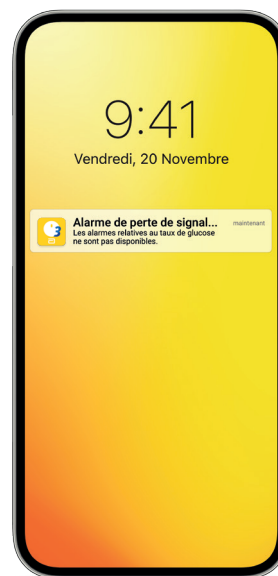 9:41
Vendredi, 20 Novembre
Alarme de perte de signal...
maintenant
Les alarmes relatives au taux de glucose
ne sont pas disponibles.
3